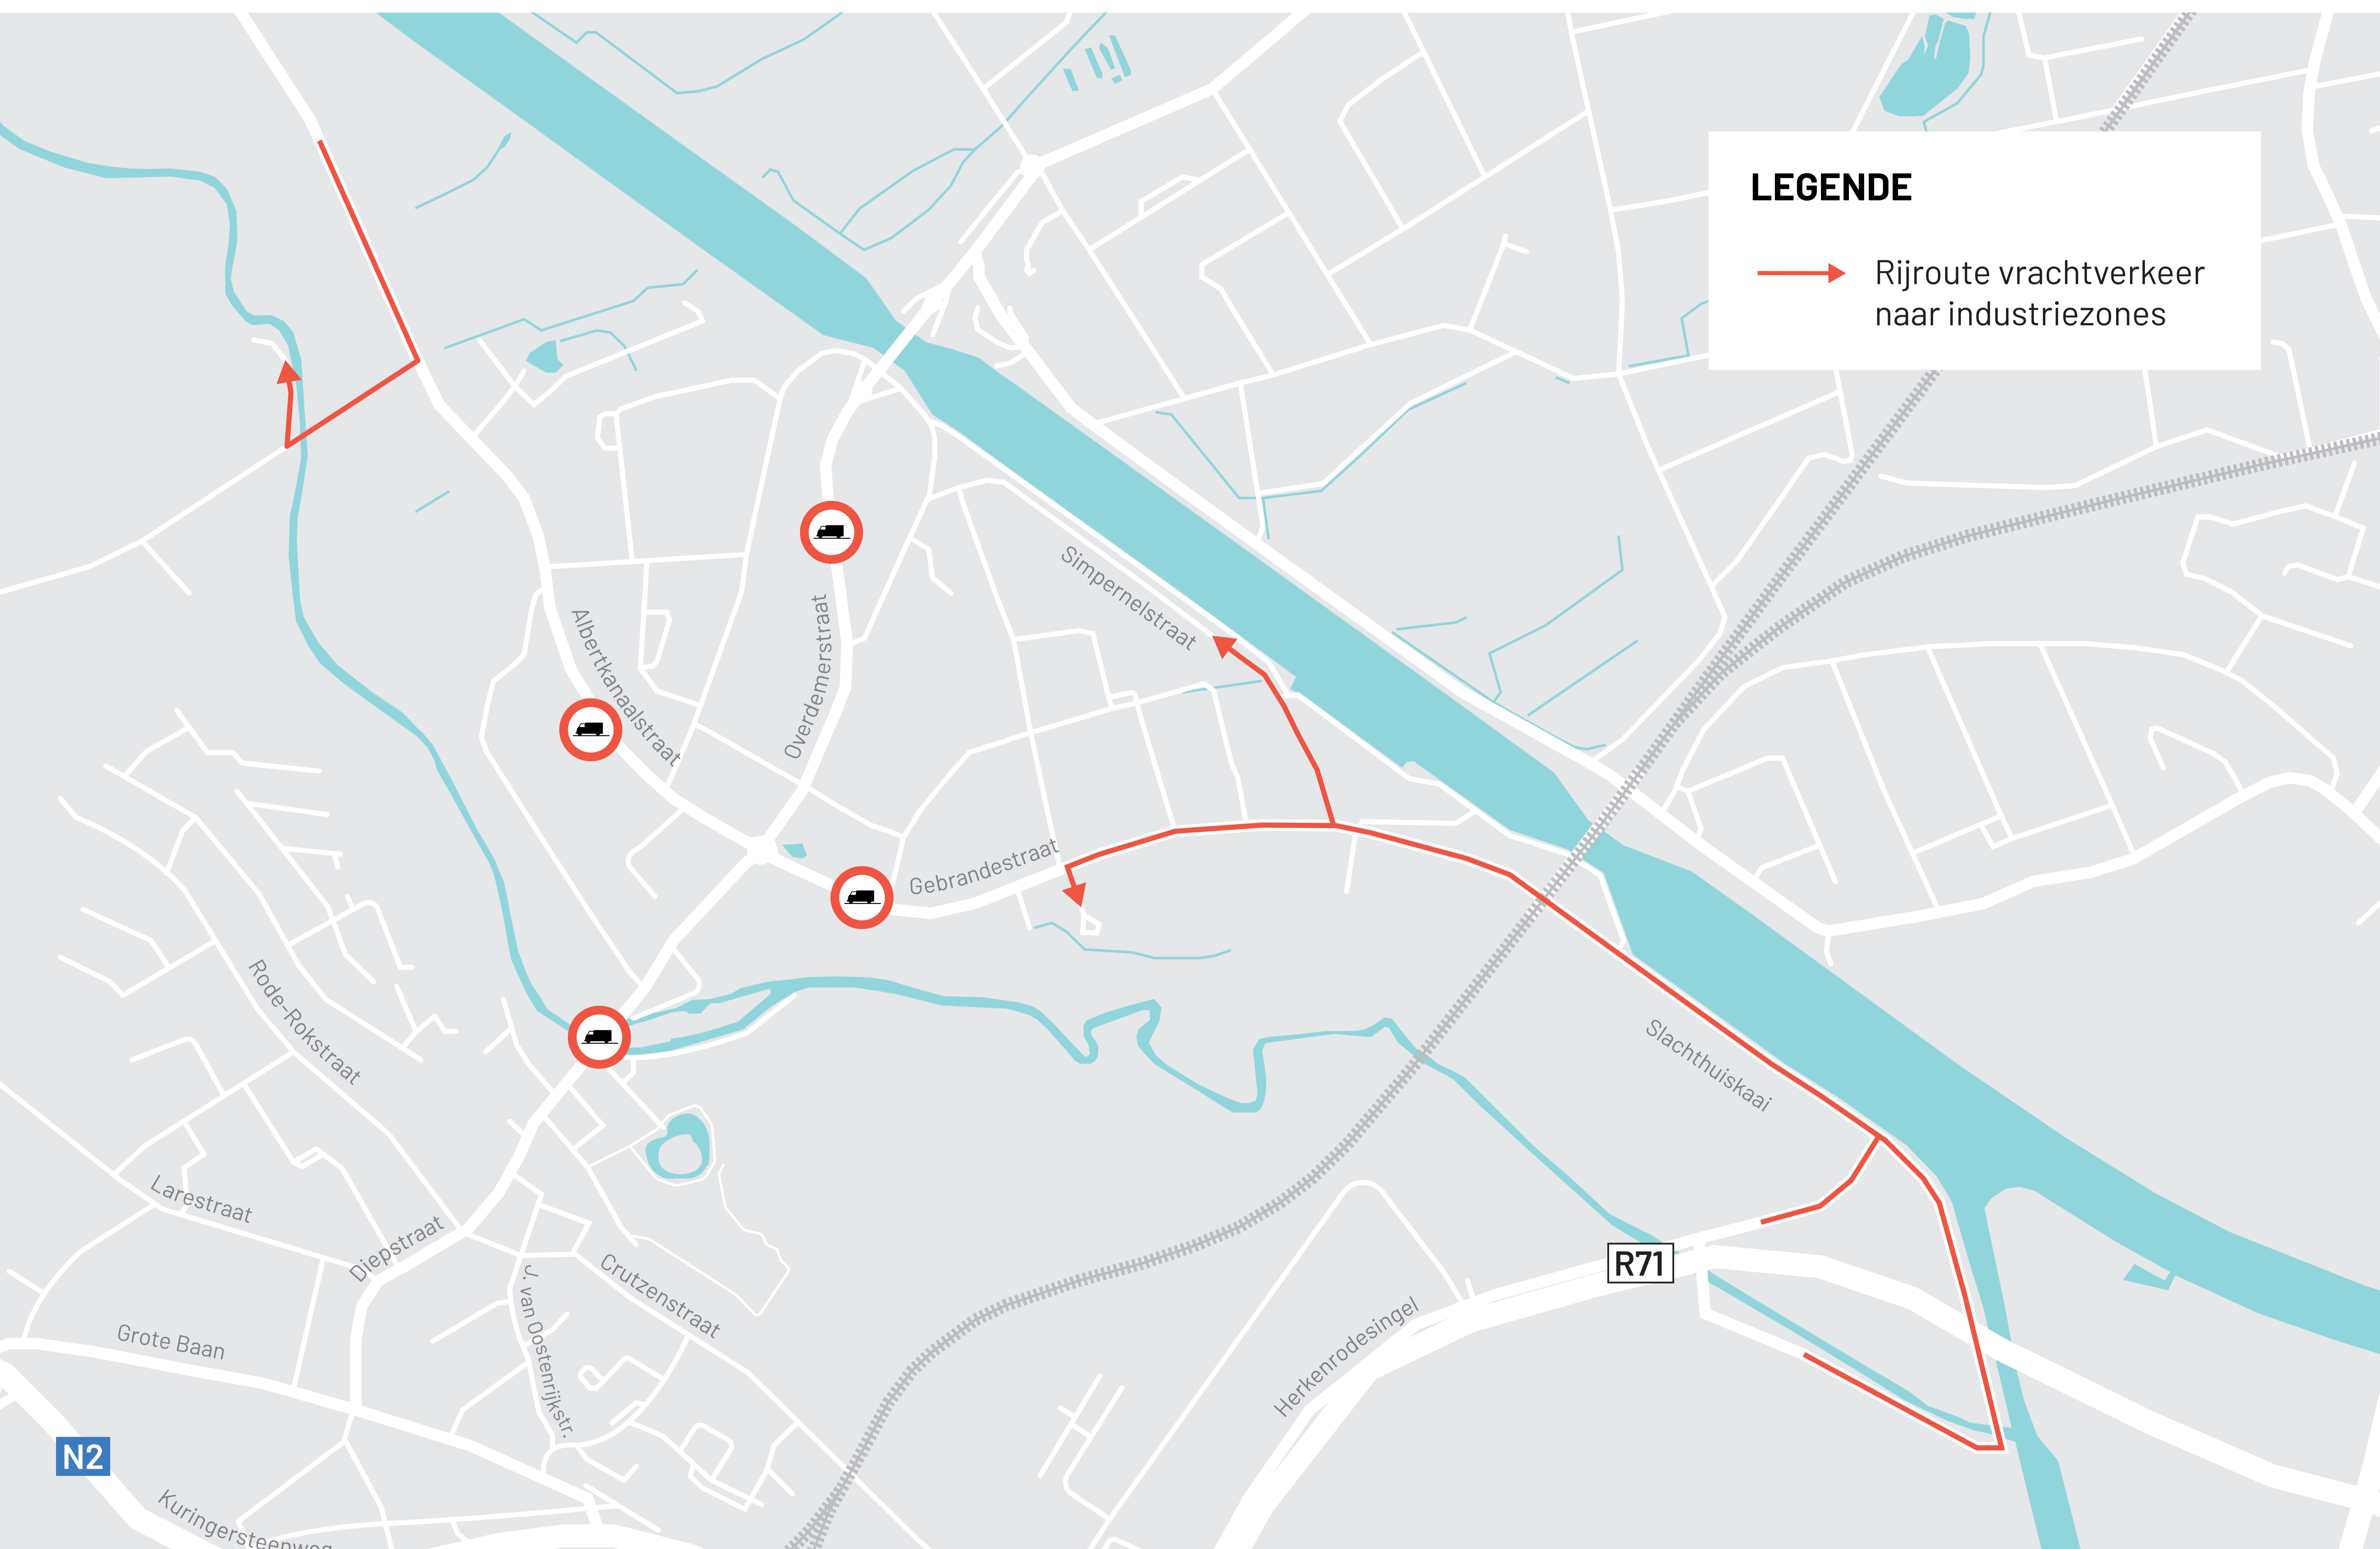 LEGENDE
Rijroute vrachtverkeer
naar industriezones
Simpernelstraat
Albertkanaalstraat
Overdemerstraat
Gebrandestraat
Rode-Rokstraat
Slachthuiskaai
Larestraat
Diepstraat
Crutzenstraat
J. van Oostenrijkstr.
R71
Herkenrodesingel
Grote Baan
N2
Kuringersteenweg